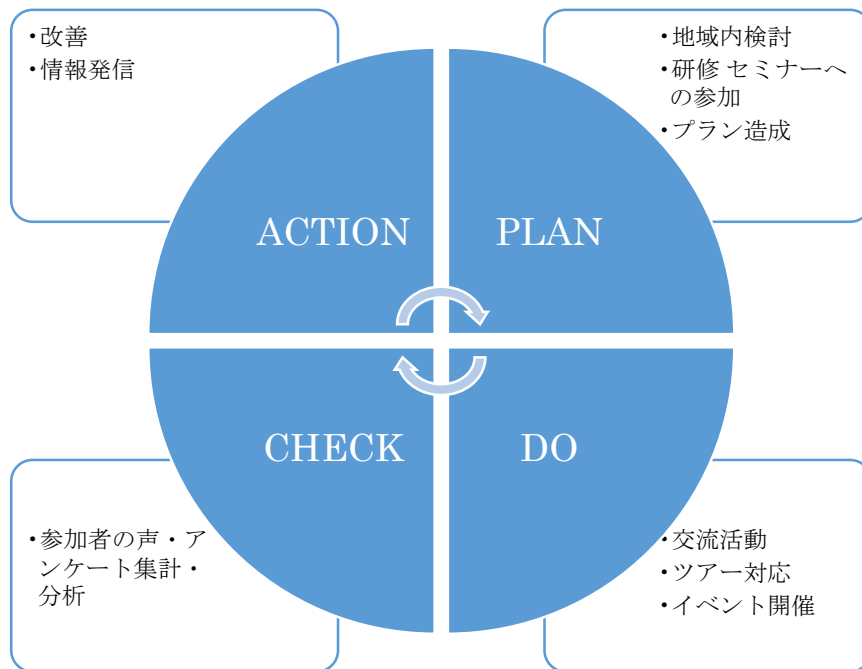 ・改善
・情報発信
・地域内検討
・研修 セミナーへ
の参加
・プラン造成
ACTION
PLAN
CHECK
DO
・参加者の声・ア
ンケート集計・
分析
・交流活動
・ツアー対応
・イベント開催